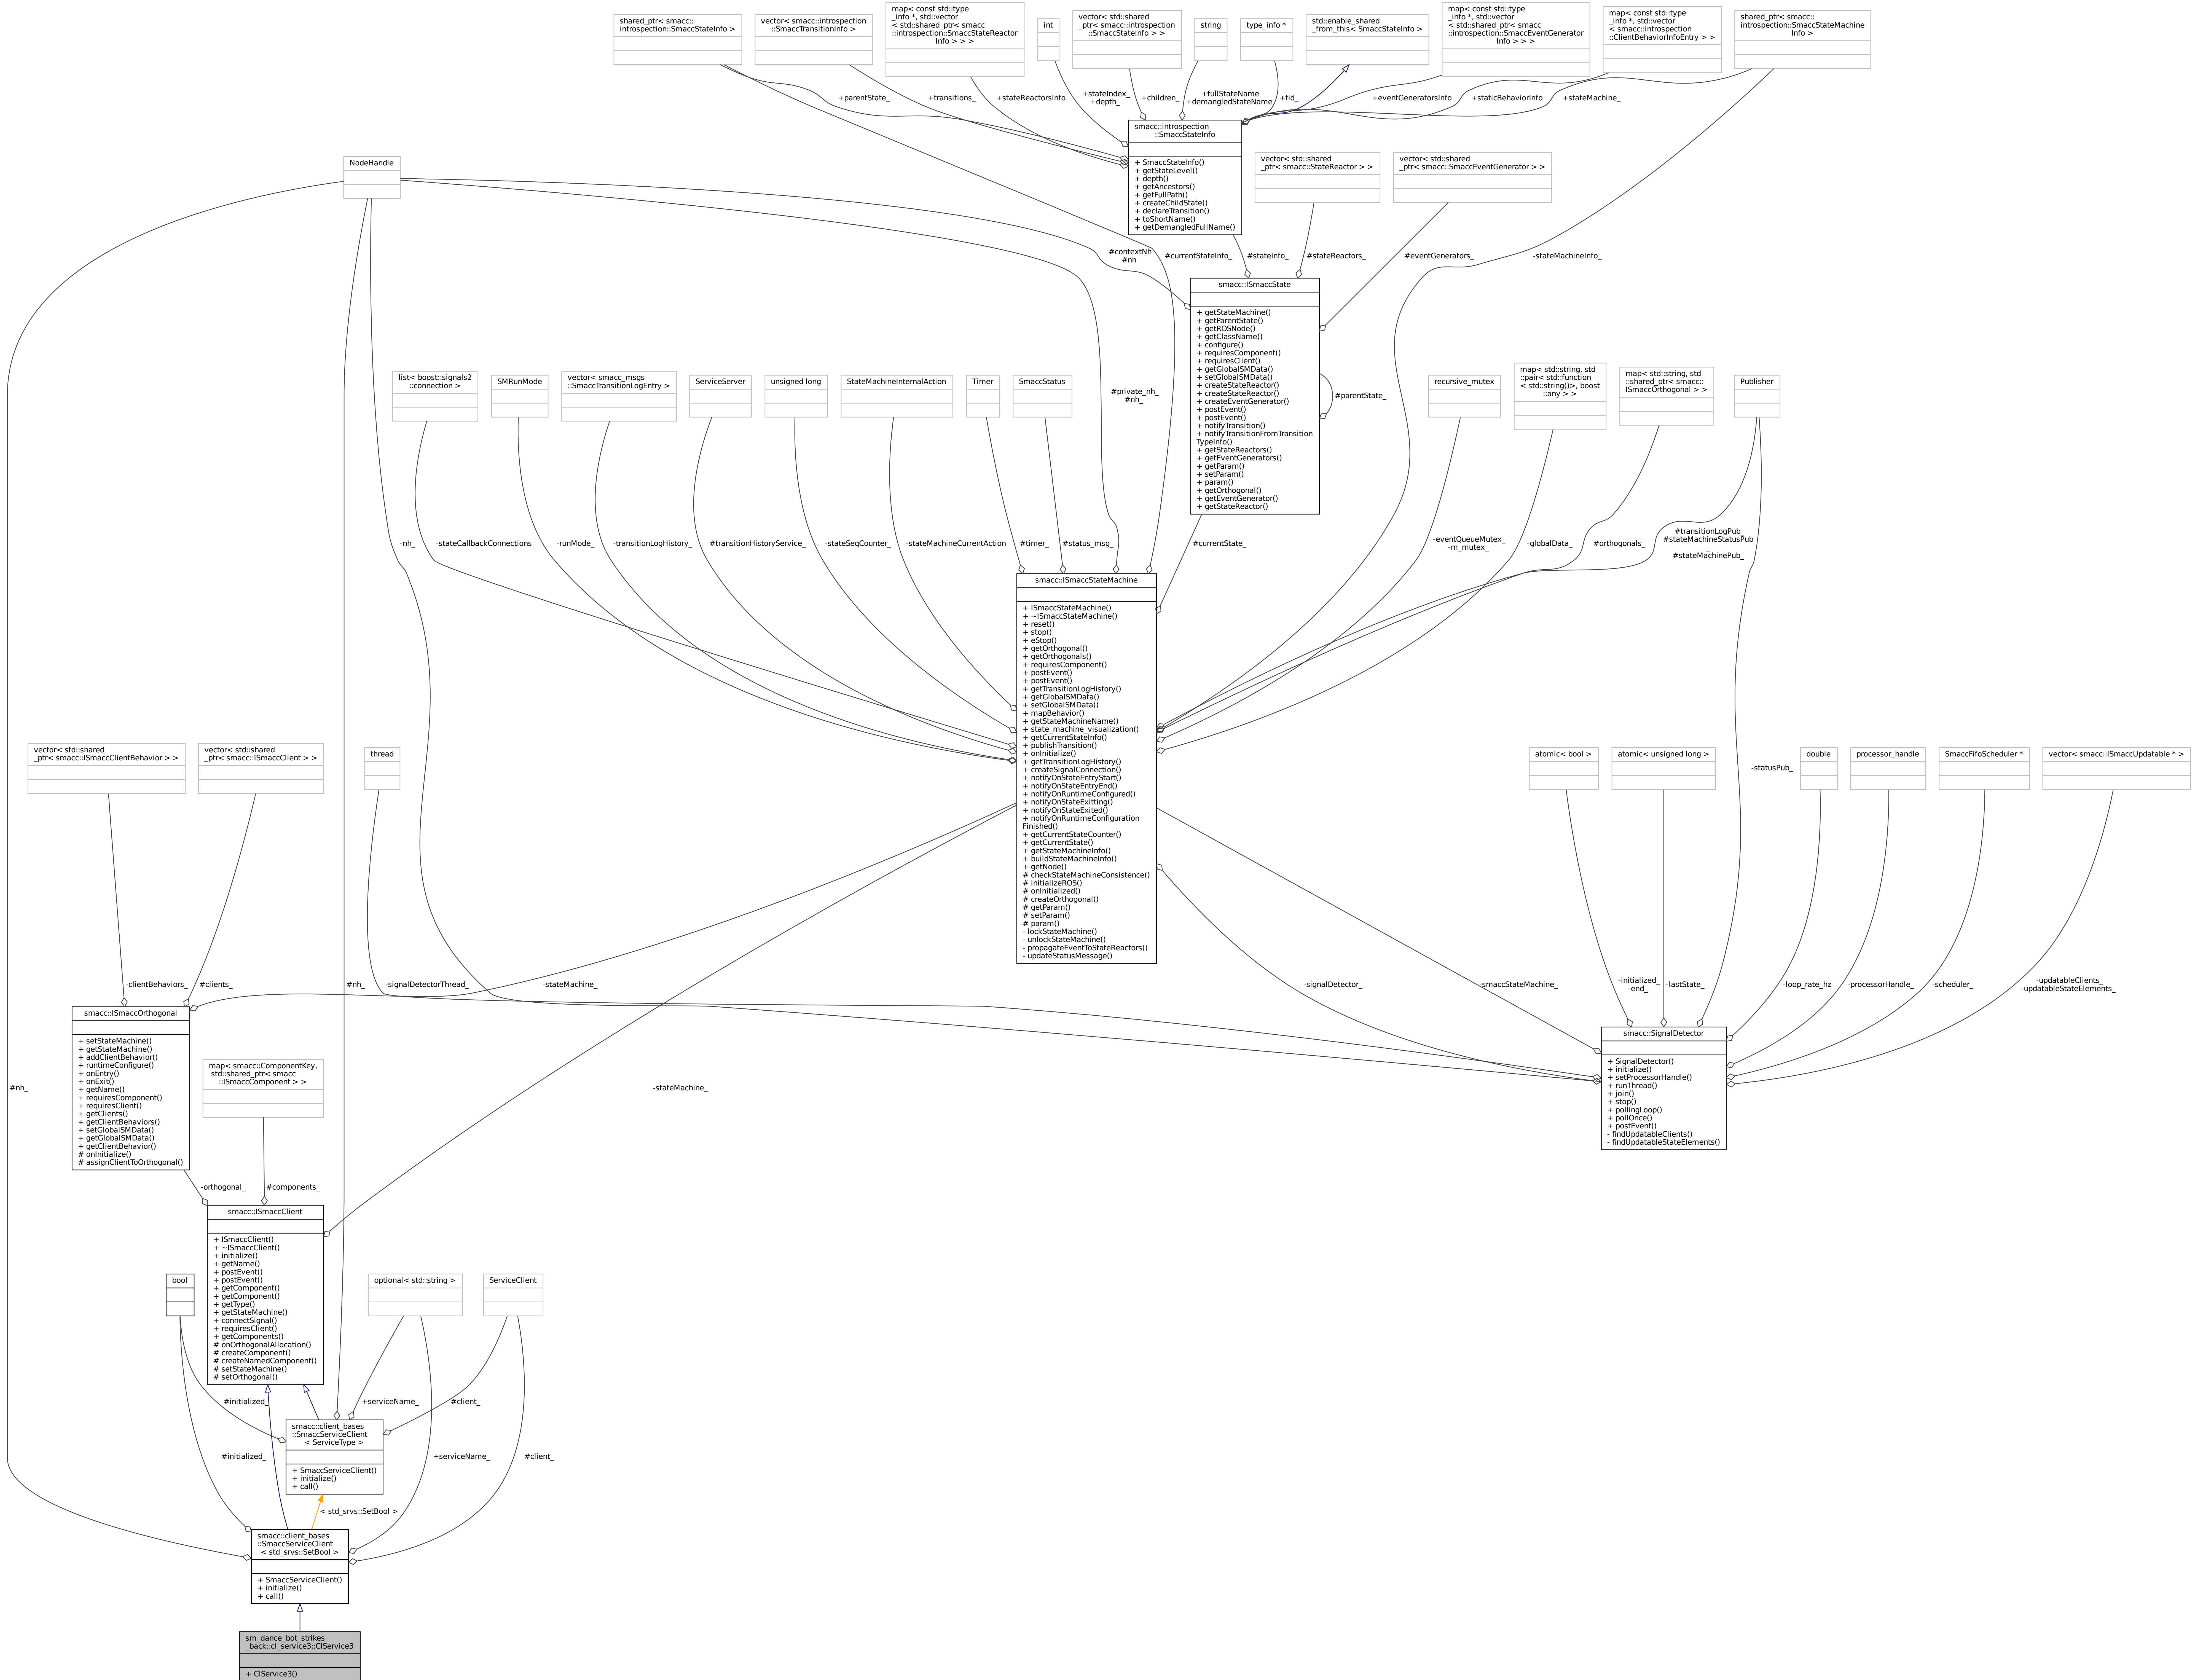 shared_ptr< smacc::
introspection::SmaccStateInfo >
vector< smacc::introspection
::SmaccTransitionInfo >
map< const std::type
_info *, std::vector
< std::shared_ptr< smacc
::introspection::SmaccStateReactor
Info > > >
int
vector< std::shared
_ptr< smacc::introspection
::SmaccStateInfo > >
string
type_info *
std::enable_shared
_from_this< SmaccStateInfo >
map< const std::type
_info *, std::vector
< std::shared_ptr< smacc
::introspection::SmaccEventGenerator
Info > > >
map< const std::type
_info *, std::vector
< smacc::introspection
::ClientBehaviorInfoEntry > >
shared_ptr< smacc::
introspection::SmaccStateMachine
Info >
+parentState_
+transitions_
+stateReactorsInfo
+stateIndex_
+depth_
+children_
+fullStateName
+demangledStateName
+tid_
+eventGeneratorsInfo
+staticBehaviorInfo
+stateMachine_
smacc::introspection
::SmaccStateInfo
+ SmaccStateInfo()
+ getStateLevel()
+ depth()
+ getAncestors()
+ getFullPath()
+ createChildState()
+ declareTransition()
+ toShortName()
+ getDemangledFullName()
vector< std::shared
_ptr< smacc::StateReactor > >
vector< std::shared
_ptr< smacc::SmaccEventGenerator > >
NodeHandle
#contextNh
#nh
#currentStateInfo_
#stateInfo_
#stateReactors_
#eventGenerators_
-stateMachineInfo_
smacc::ISmaccState
+ getStateMachine()
+ getParentState()
+ getROSNode()
+ getClassName()
+ configure()
+ requiresComponent()
+ requiresClient()
+ getGlobalSMData()
+ setGlobalSMData()
+ createStateReactor()
+ createStateReactor()
+ createEventGenerator()
+ postEvent()
+ postEvent()
+ notifyTransition()
+ notifyTransitionFromTransition
TypeInfo()
+ getStateReactors()
+ getEventGenerators()
+ getParam()
+ setParam()
+ param()
+ getOrthogonal()
+ getEventGenerator()
+ getStateReactor()
#parentState_
list< boost::signals2
::connection >
SMRunMode
vector< smacc_msgs
::SmaccTransitionLogEntry >
ServiceServer
unsigned long
StateMachineInternalAction
Timer
SmaccStatus
#private_nh_
#nh_
recursive_mutex
map< std::string, std
::pair< std::function
< std::string()>, boost
::any > >
map< std::string, std
::shared_ptr< smacc::
ISmaccOrthogonal > >
Publisher
-nh_
-stateCallbackConnections
-runMode_
-transitionLogHistory_
#transitionHistoryService_
-stateSeqCounter_
-stateMachineCurrentAction
#timer_
#status_msg_
#currentState_
-eventQueueMutex_
-m_mutex_
-globalData_
#orthogonals_
#transitionLogPub_
#stateMachineStatusPub
_
#stateMachinePub_
smacc::ISmaccStateMachine
+ ISmaccStateMachine()
+ ~ISmaccStateMachine()
+ reset()
+ stop()
+ eStop()
+ getOrthogonal()
+ getOrthogonals()
+ requiresComponent()
+ postEvent()
+ postEvent()
+ getTransitionLogHistory()
+ getGlobalSMData()
+ setGlobalSMData()
+ mapBehavior()
+ getStateMachineName()
+ state_machine_visualization()
+ getCurrentStateInfo()
+ publishTransition()
+ onInitialize()
+ getTransitionLogHistory()
+ createSignalConnection()
+ notifyOnStateEntryStart()
+ notifyOnStateEntryEnd()
+ notifyOnRuntimeConfigured()
+ notifyOnStateExitting()
+ notifyOnStateExited()
+ notifyOnRuntimeConfiguration
Finished()
+ getCurrentStateCounter()
+ getCurrentState()
+ getStateMachineInfo()
+ buildStateMachineInfo()
+ getNode()
# checkStateMachineConsistence()
# initializeROS()
# onInitialized()
# createOrthogonal()
# getParam()
# setParam()
# param()
- lockStateMachine()
- unlockStateMachine()
- propagateEventToStateReactors()
- updateStatusMessage()
vector< std::shared
_ptr< smacc::ISmaccClientBehavior > >
vector< std::shared
_ptr< smacc::ISmaccClient > >
thread
-statusPub_
atomic< bool >
atomic< unsigned long >
double
processor_handle
SmaccFifoScheduler *
vector< smacc::ISmaccUpdatable * >
-clientBehaviors_
#clients_
#nh_
-signalDetectorThread_
-stateMachine_
-signalDetector_
-smaccStateMachine_
-initialized_
-end_
-lastState_
-loop_rate_hz
-processorHandle_
-scheduler_
-updatableClients_
-updatableStateElements_
smacc::ISmaccOrthogonal
+ setStateMachine()
+ getStateMachine()
+ addClientBehavior()
+ runtimeConfigure()
+ onEntry()
+ onExit()
+ getName()
+ requiresComponent()
+ requiresClient()
+ getClients()
+ getClientBehaviors()
+ setGlobalSMData()
+ getGlobalSMData()
+ getClientBehavior()
# onInitialize()
# assignClientToOrthogonal()
smacc::SignalDetector
+ SignalDetector()
+ initialize()
+ setProcessorHandle()
+ runThread()
+ join()
+ stop()
+ pollingLoop()
+ pollOnce()
+ postEvent()
- findUpdatableClients()
- findUpdatableStateElements()
map< smacc::ComponentKey,
std::shared_ptr< smacc
::ISmaccComponent > >
#nh_
-stateMachine_
-orthogonal_
#components_
smacc::ISmaccClient
+ ISmaccClient()
+ ~ISmaccClient()
+ initialize()
+ getName()
+ postEvent()
+ postEvent()
+ getComponent()
+ getComponent()
+ getType()
+ getStateMachine()
+ connectSignal()
+ requiresClient()
+ getComponents()
# onOrthogonalAllocation()
# createComponent()
# createNamedComponent()
# setStateMachine()
# setOrthogonal()
bool
optional< std::string >
ServiceClient
#initialized_
+serviceName_
#client_
smacc::client_bases
::SmaccServiceClient
< ServiceType >
+ SmaccServiceClient()
+ initialize()
+ call()
#initialized_
+serviceName_
#client_
< std_srvs::SetBool >
smacc::client_bases
::SmaccServiceClient
< std_srvs::SetBool >
+ SmaccServiceClient()
+ initialize()
+ call()
sm_dance_bot_strikes
_back::cl_service3::ClService3
+ ClService3()